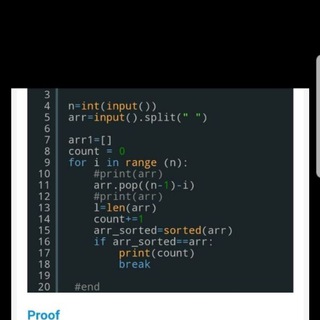 3
4 n=int(input())
5 arr=input().split(" ")
6
7 arr1=[]
8 count = 0
9 for i in range (n):
10     #print(arr)
11     arr.pop((n-1)-i)
12     #print(arr)
13     l=len(arr)
14     count+=1
15     arr_sorted=sorted(arr)
16     if arr_sorted==arr:
17         print(count)
18         break
19
20  #end
Proof